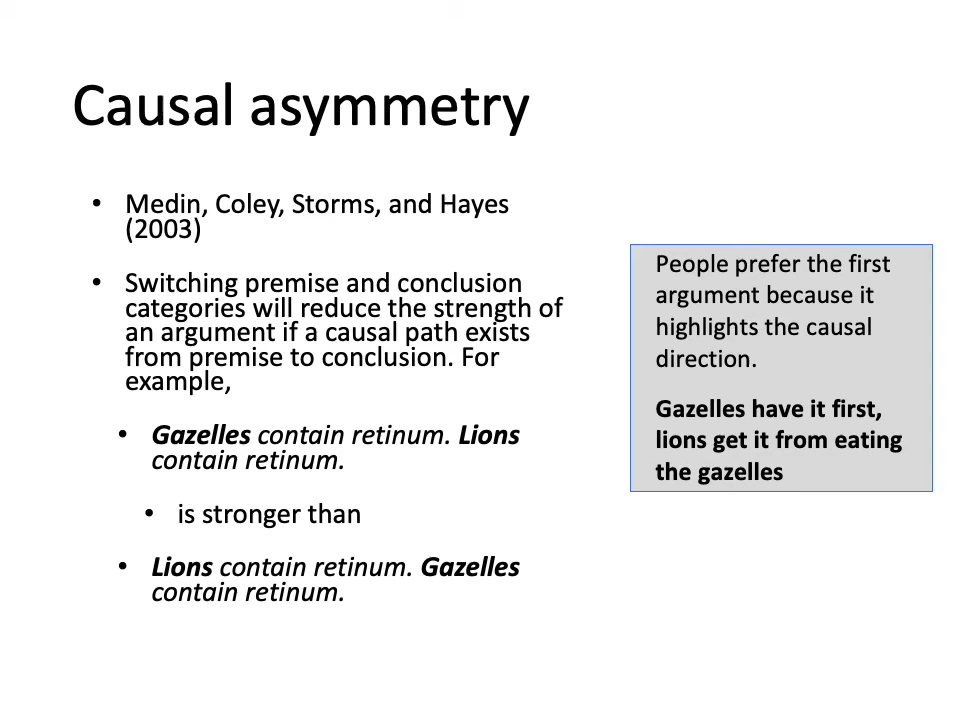 Causal asymmetry
• Medin, Coley, Storms, and Hayes
(2003)
• Switching premise and conclusion
categories will reduce the strength of
an argument if a causal path exists
from premise to conclusion. For
example,
• Gazelles contain retinum. Lions
contain retinum.
• is stronger than
• Lions contain retinum. Gazelles
contain retinum.
People prefer the first
argument because it
highlights the causal
direction.
Gazelles have it first,
lions get it from eating
the gazelles